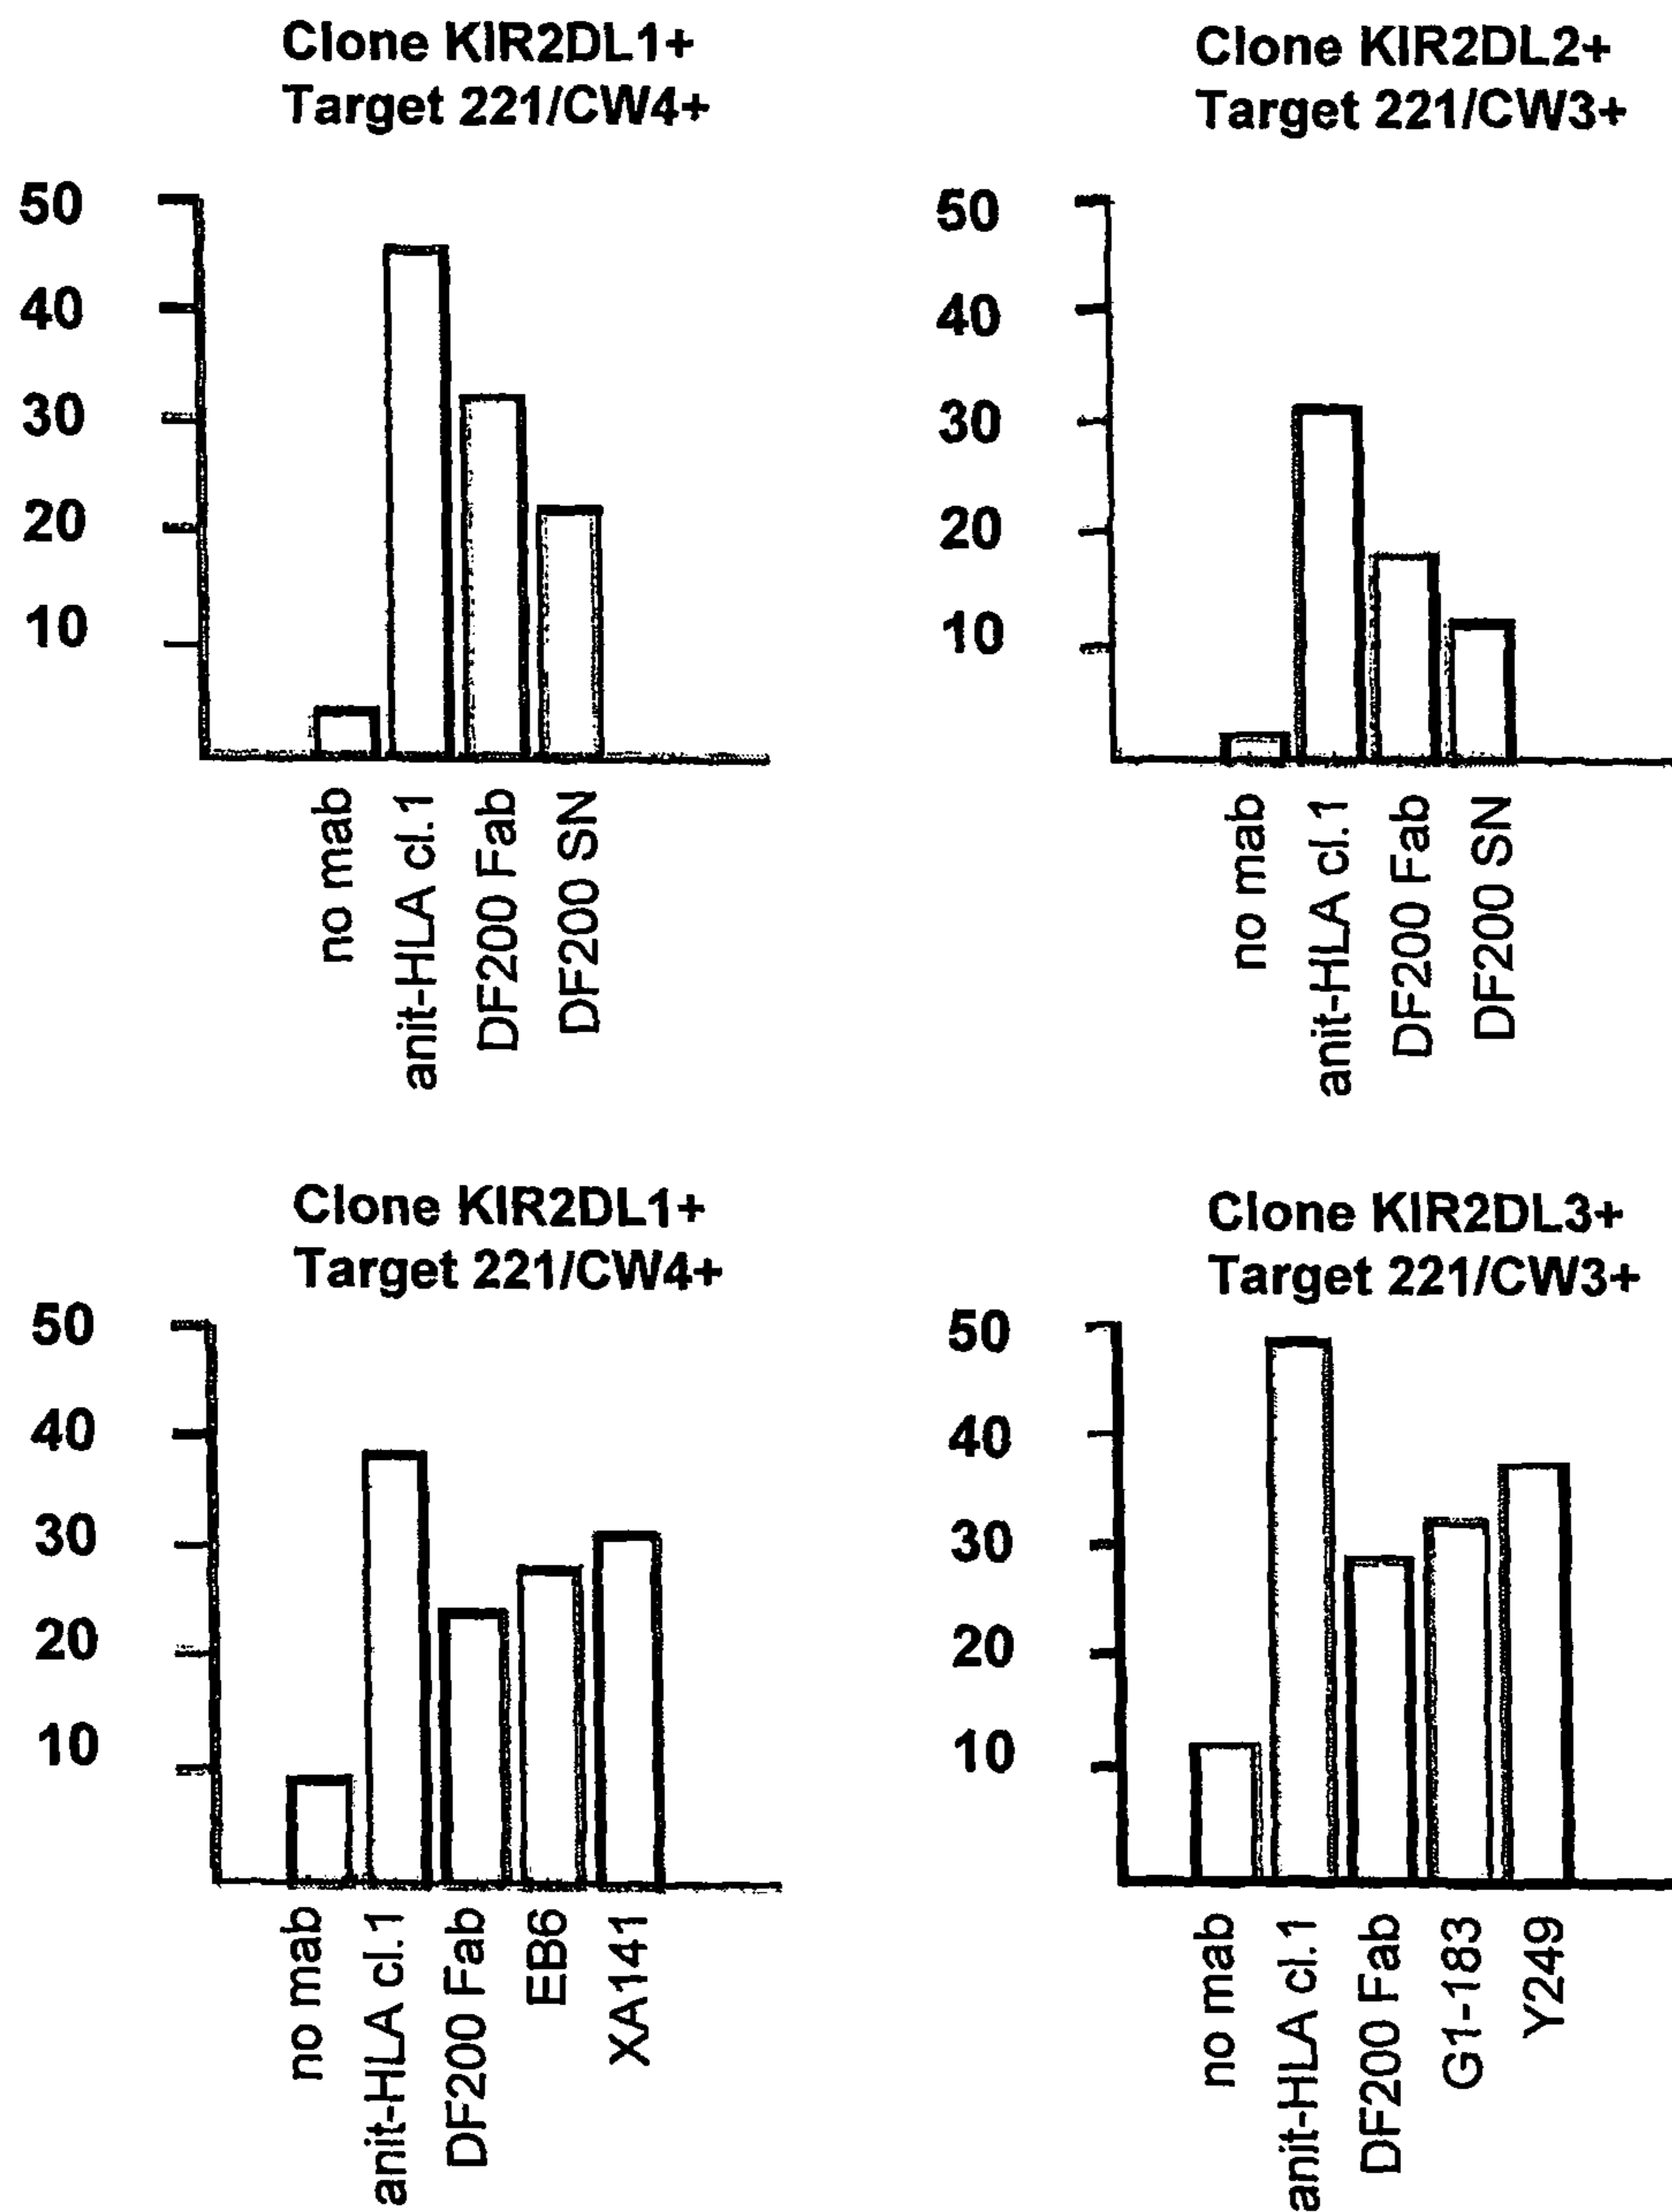 Clone KIR2DL1+
Target 221/CW4+
50
40
30
20
10
no mab
anit-HLA cl.1
DF200 Fab
DF200 SN
Clone KIR2DL2+
Target 221/CW3+
50
40
30
20
10
no mab
anit-HLA cl.1
DF200 Fab
DF200 SN
Clone KIR2DL1+
Target 221/CW4+
50
40
30
20
10
no mab
anit-HLA cl.1
DF200 Fab
EB6
XA141
Clone KIR2DL3+
Target 221/CW3+
50
40
30
20
10
no mab
anit-HLA cl.1
DF200 Fab
G1-183
Y249